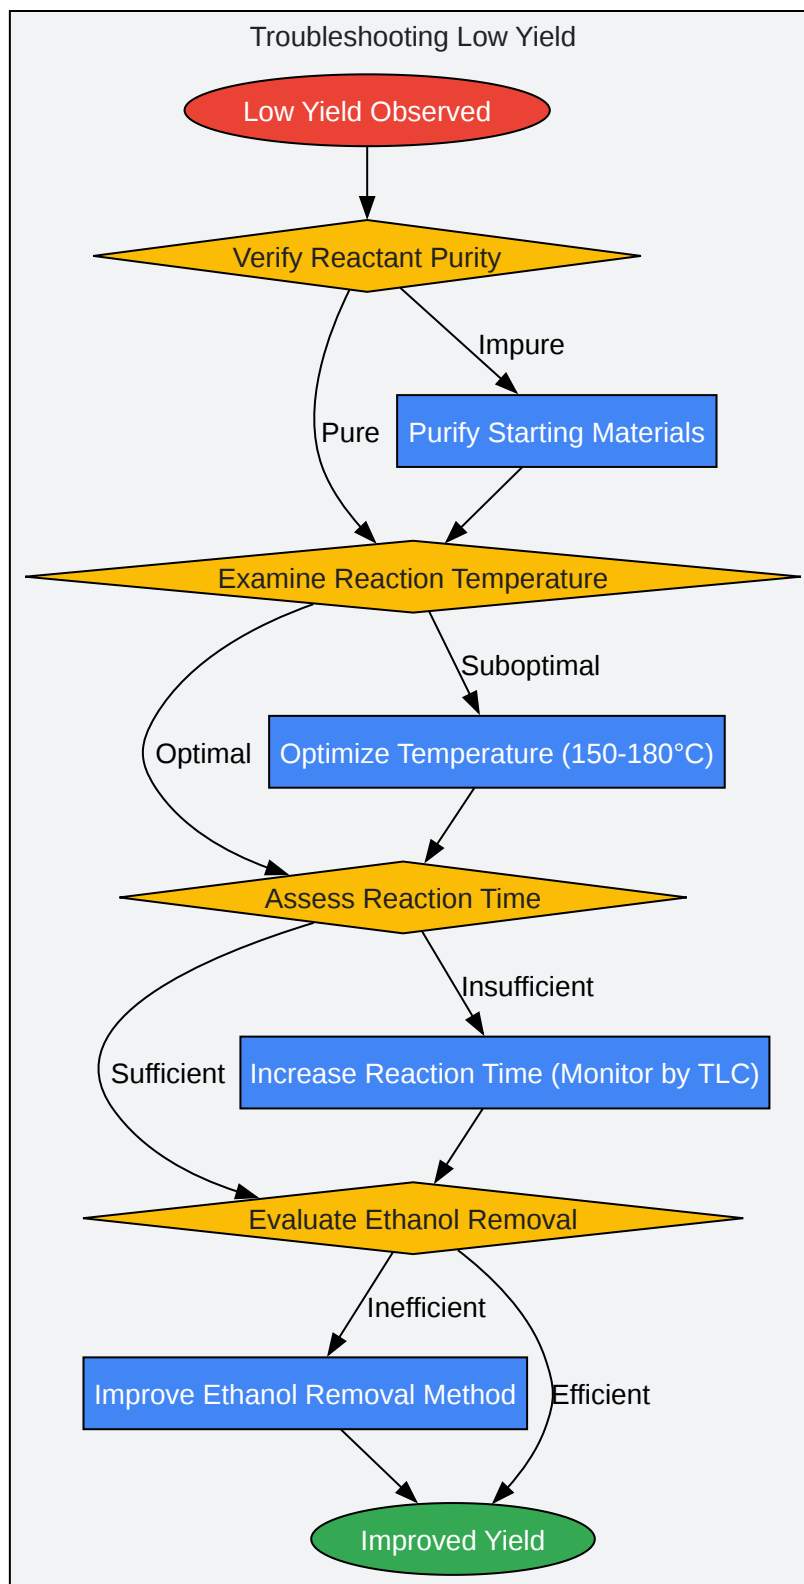 Troubleshooting Low Yield
Low Yield Observed
Verify Reactant Purity
Impure
Pure
Purify Starting Materials
Examine Reaction Temperature
Suboptimal
Optimal
Optimize Temperature (150-180°C)
Assess Reaction Time
Insufficient
Sufficient
Increase Reaction Time (Monitor by TLC)
Evaluate Ethanol Removal
Inefficient
Improve Ethanol Removal Method
Efficient
Improved Yield